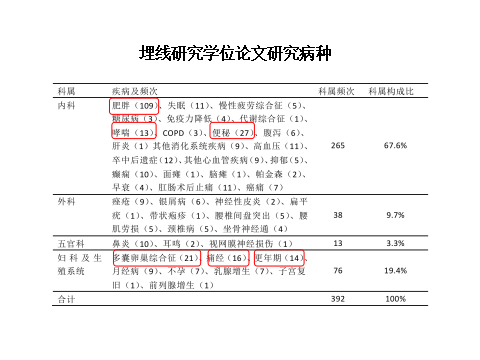 埋线研究学位论文研究病种
科属 疾病及频次 科属频次 科属构成比
内科 肥胖（109）、失眠（11）、慢性疲劳综合征（5）、
糖尿病（3）、免疫力降低（4）、代谢综合征（1）、
哮喘（13）、COPD（3）、便秘（27）、腹泻（6）、
肝炎（1）其他消化系统疾病（9）、高血压（11）、 265 67.6%
卒中后遗症（12）、其他心血管疾病（9）、抑郁（5）、
癫痫（10）、面瘫（1）、脑瘫（1）、帕金森（2）、
早衰（4）、肛肠术后止痛（11）、癌痛（7）
外科 痤疮（9）、银屑病（6）、神经性皮炎（2）、扁平
疣（1）、带状疱疹（1）、腰椎间盘突出（5）、腰 38 9.7%
肌劳损（5）、颈椎病（5）、坐骨神经通（4）
五官科 鼻炎（10）、耳鸣（2）、视网膜神经损伤（1） 13 3.3%
妇科及生 多囊卵巢综合征（21）、痛经（16）、更年期（14）、
殖系统 月经病（9）、不孕（7）、乳腺增生（7）、子宫复 76 19.4%
旧（1）、前列腺增生（1）
合计 392 100%